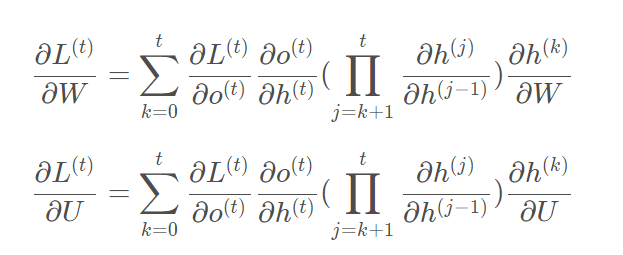 ∂L^(t)/∂W = ∑_{k=0}^{t} ∂L^(t)/∂o^(t) ∂o^(t)/∂h^(t) ( ∏_{j=k+1}^{t} ∂h^(j)/∂h^(j−1) ) ∂h^(k)/∂W
∂L^(t)/∂U = ∑_{k=0}^{t} ∂L^(t)/∂o^(t) ∂o^(t)/∂h^(t) ( ∏_{j=k+1}^{t} ∂h^(j)/∂h^(j−1) ) ∂h^(k)/∂U